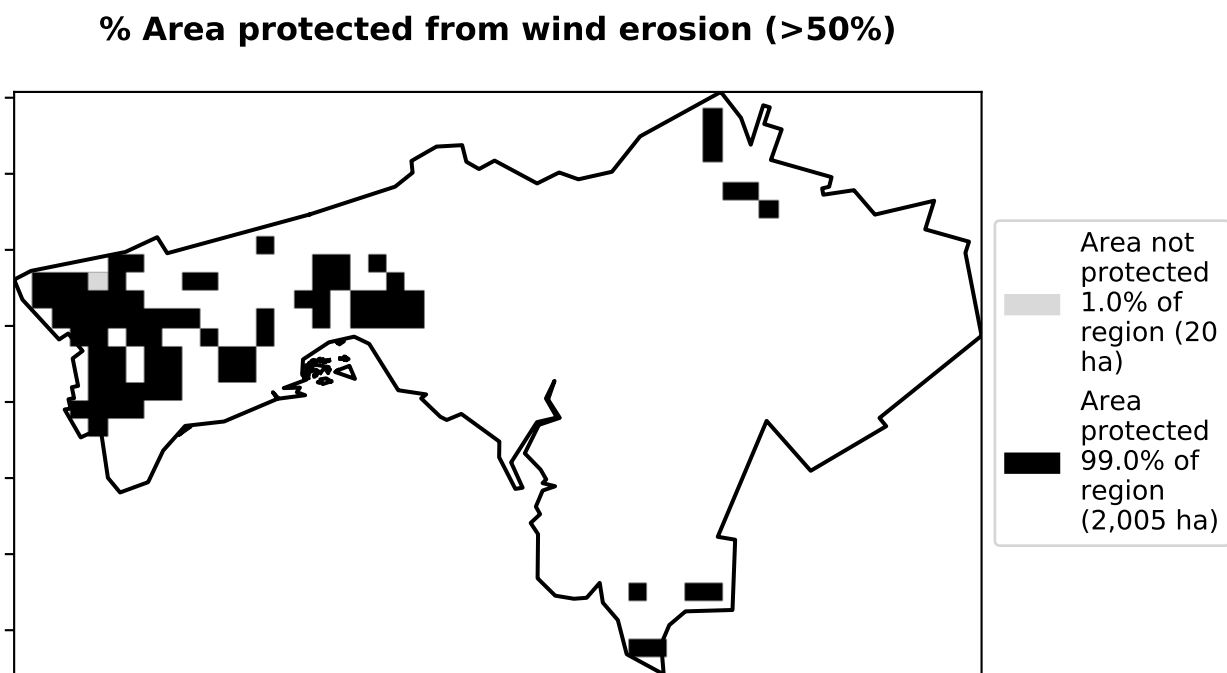 % Area protected from wind erosion (>50%)
Area not
protected
1.0% of
region (20
ha)
Area
protected
99.0% of
region
(2,005 ha)